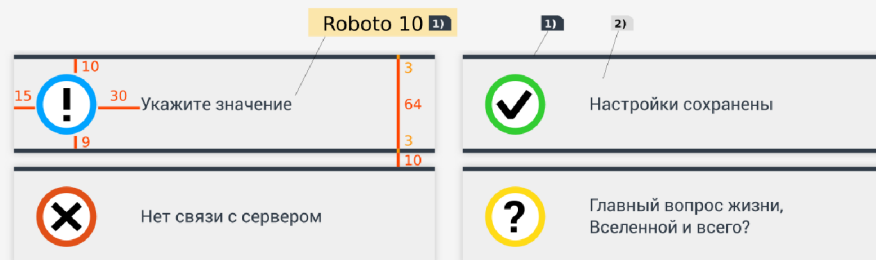 Roboto 10 1)
1)
2)
10
15
30
Укажите значение
9
3
64
3
10
Настройки сохранены
Нет связи с сервером
Главный вопрос жизни,
Вселенной и всего?